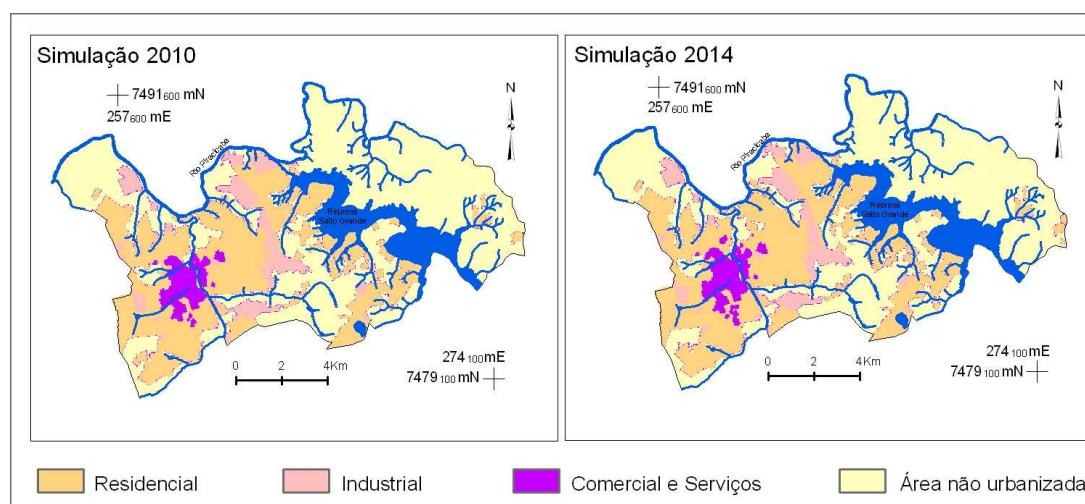 Simulação 2010
7491600 mN
257600 mE
N
Rio Piracicaba
Represa
Salto Grande
0 2 4Km
274100mE
7479100 mN
Simulação 2014
7491600 mN
257600 mE
N
Rio Piracicaba
Represa
Salto Grande
0 2 4Km
274100mE
7479100 mN
Residencial
Industrial
Comercial e Serviços
Área não urbanizada